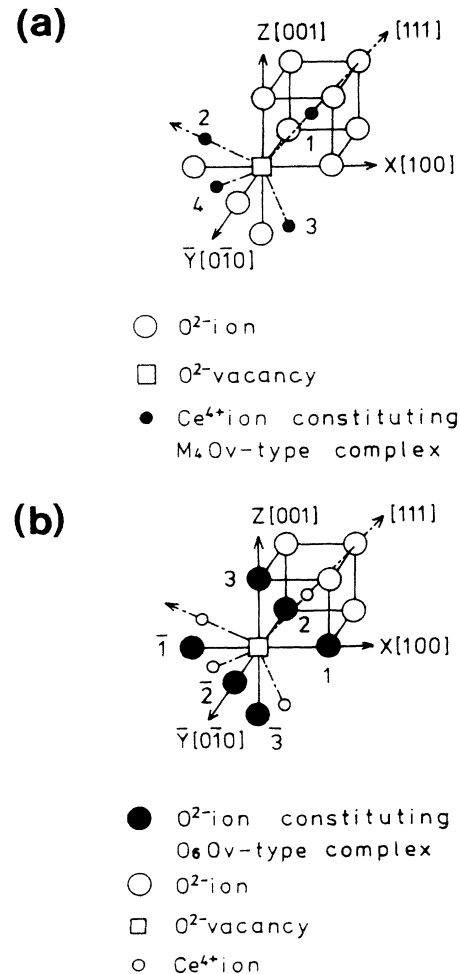 (a)
Z[001]
[111]
2
1
X[100]
4
3
Y̅[01̅0]
O²⁻ion
O²⁻vacancy
Ce⁴⁺ion constituting
M₄Ov-type complex
(b)
Z[001]
[111]
3
2
1̅
X[100]
1
2̅
Y̅[01̅0]
3̅
O²⁻ion constituting
O₆Ov-type complex
O²⁻ion
O²⁻vacancy
Ce⁴⁺ion